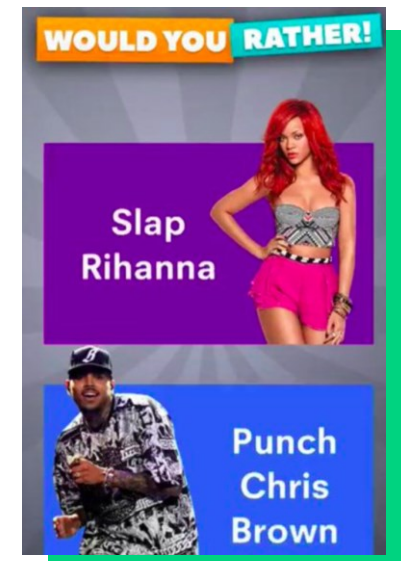 WOULD YOU RATHER!
Slap
Rihanna
Punch
Chris
Brown